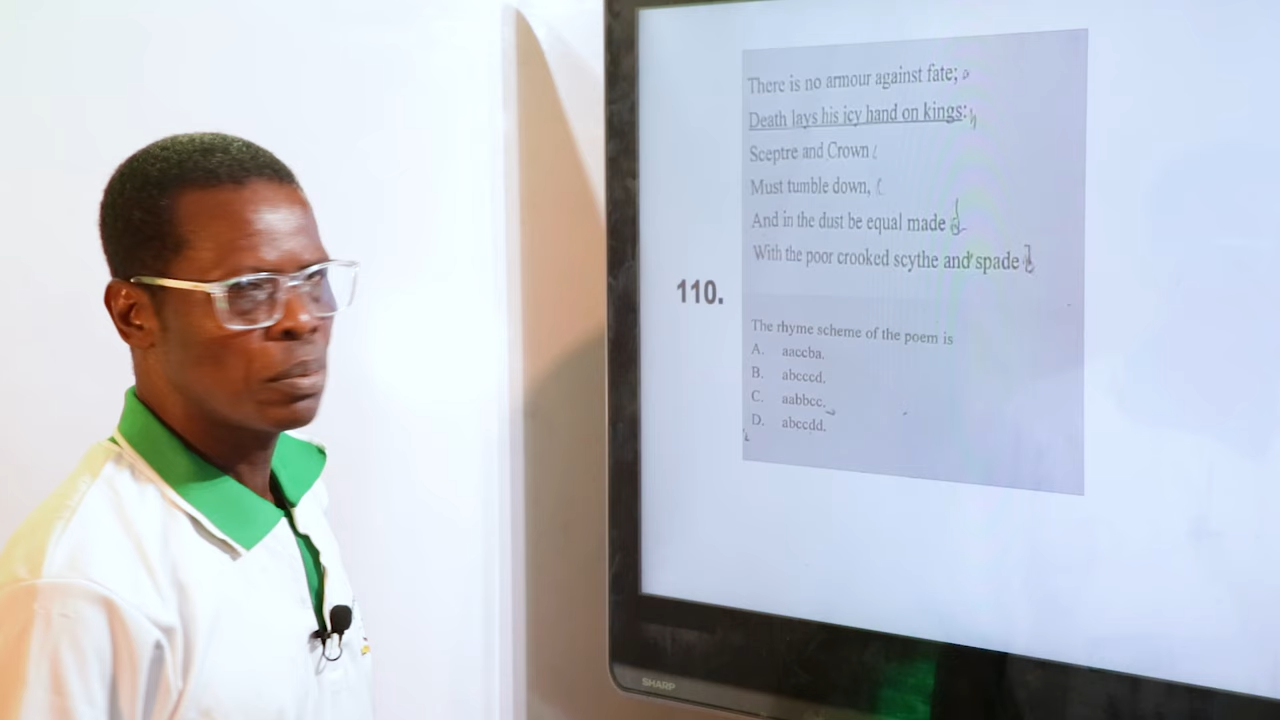 There is no armour against fate; a
Death lays his icy hand on kings: b
Sceptre and Crown c
Must tumble down, c
And in the dust be equal made d
With the poor crooked scythe and spade d
110.
The rhyme scheme of the poem is
A. aaccba.
B. abcccd.
C. aabbcc.
D. abccdd.
SHARP